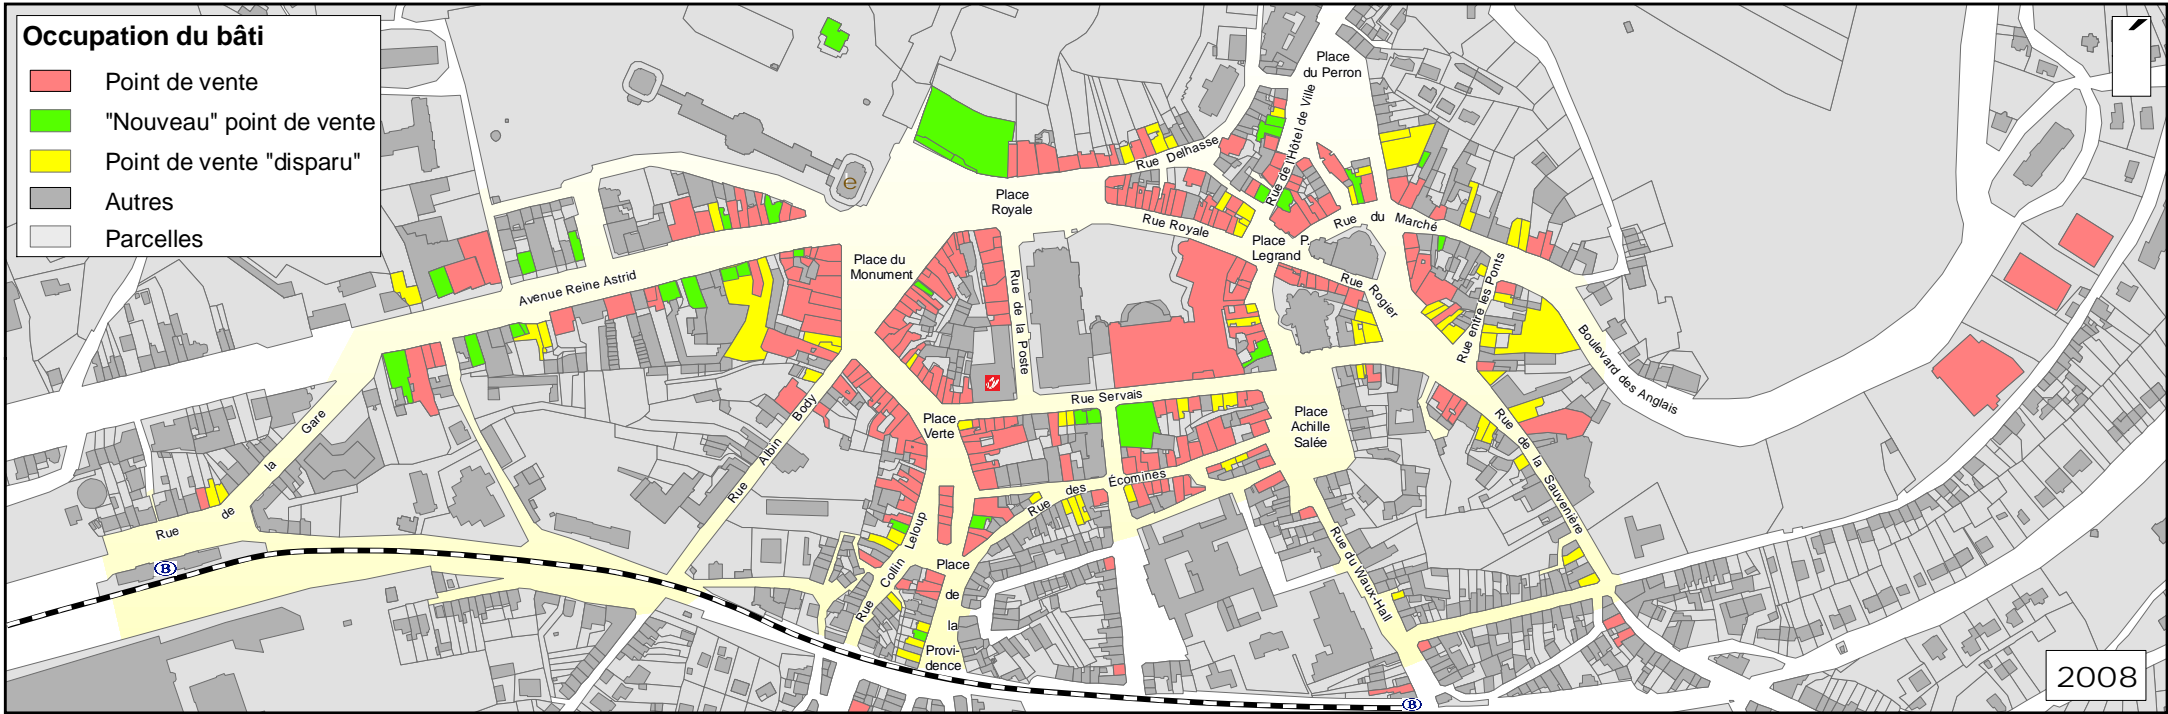 Occupation du bâti
Point de vente
"Nouveau" point de vente
Point de vente "disparu"
Autres
Parcelles
Place
du Perron
Rue de l'Hôtel de Ville
Rue Delhasse
Place
Royale
Rue Royale
Rue du Marché
Place P.
Legrand
Place du
Monument
Avenue Reine Astrid
Rue de la Poste
Rue Rogier
Rue entre les Ponts
Boulevard des Anglais
Rue Servais
Place
Verte
Place
Achille
Salée
Rue Albin Body
Rue de la Gare
Rue des Écomines
Rue de la Sauvenière
Rue du Waux-Hall
Rue Collin Leloup
Place
de
la
Provi-
dence
B
B
e
2008